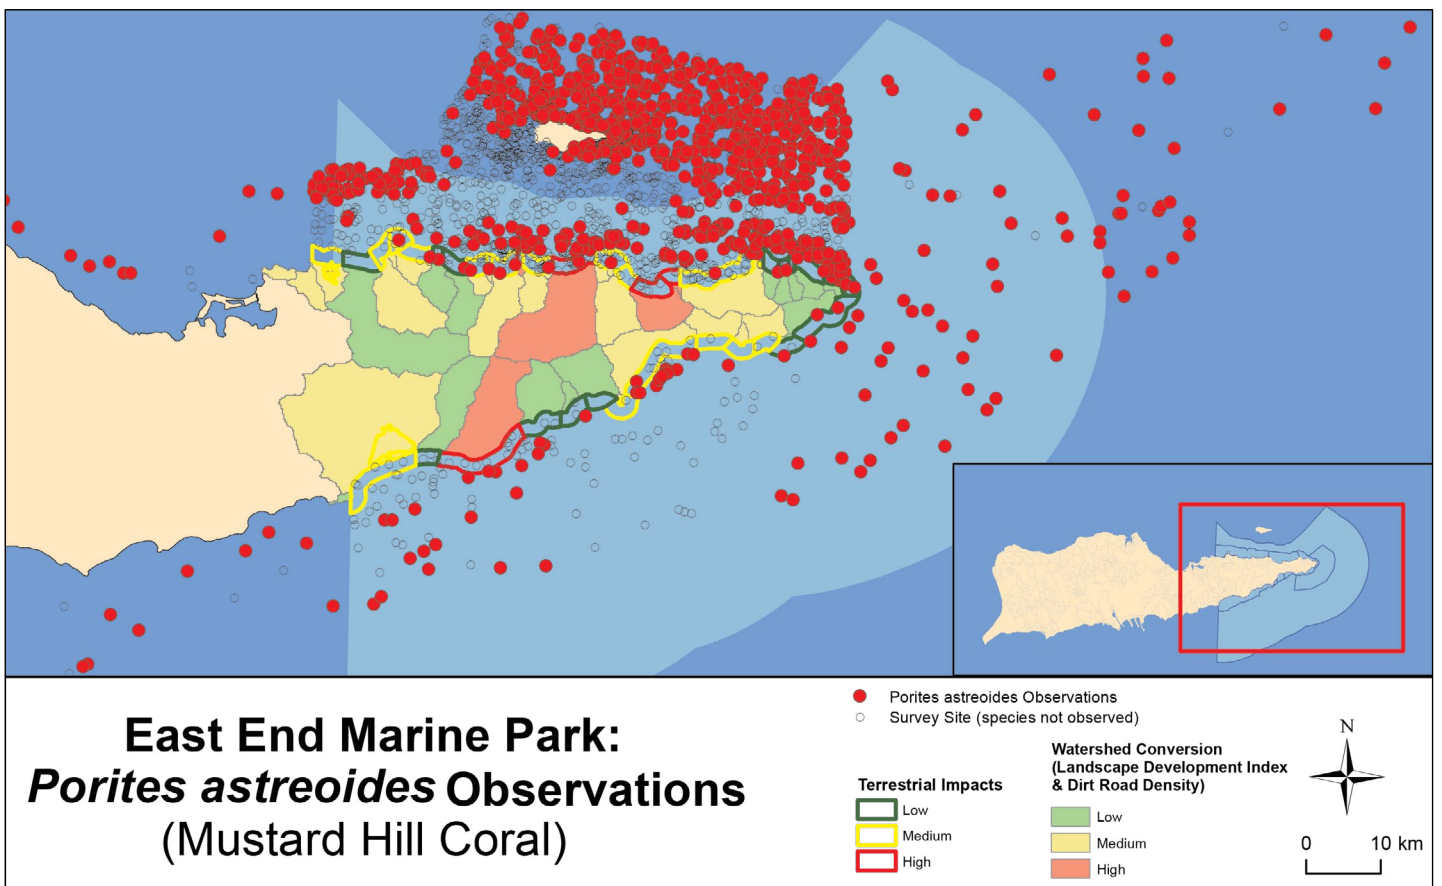 East End Marine Park:
Porites astreoides Observations
(Mustard Hill Coral)
Porites astreoides Observations
Survey Site (species not observed)
Terrestrial Impacts
Low
Medium
High
Watershed Conversion
(Landscape Development Index
& Dirt Road Density)
Low
Medium
High
N
0 10 km